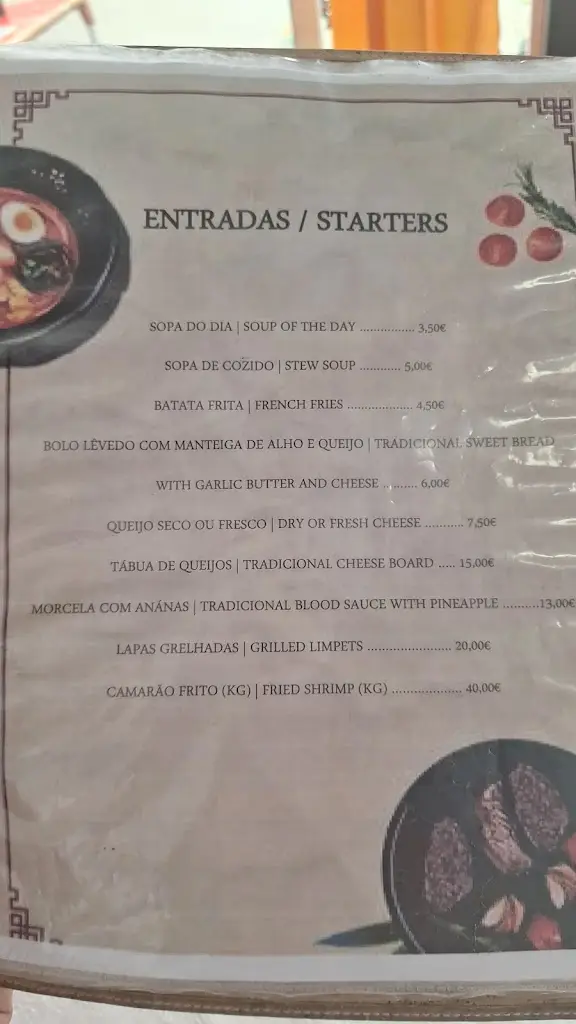 ENTRADAS / STARTERS
SOPA DO DIA | SOUP OF THE DAY ................ 3,50€
SOPA DE COZIDO | STEW SOUP ............ 5,00€
BATATA FRITA | FRENCH FRIES ................... 4,50€
BOLO LÊVEDO COM MANTEIGA DE ALHO E QUEIJO | TRADICIONAL SWEET BREAD
WITH GARLIC BUTTER AND CHEESE .......... 6,00€
QUEIJO SECO OU FRESCO | DRY OR FRESH CHEESE ........... 7,50€
TÁBUA DE QUEIJOS | TRADICIONAL CHEESE BOARD ..... 15,00€
MORCELA COM ANÁNAS | TRADICIONAL BLOOD SAUCE WITH PINEAPPLE ..........13,00€
LAPAS GRELHADAS | GRILLED LIMPETS ........................ 20,00€
CAMARÃO FRITO (KG) | FRIED SHRIMP (KG) .................... 40,00€